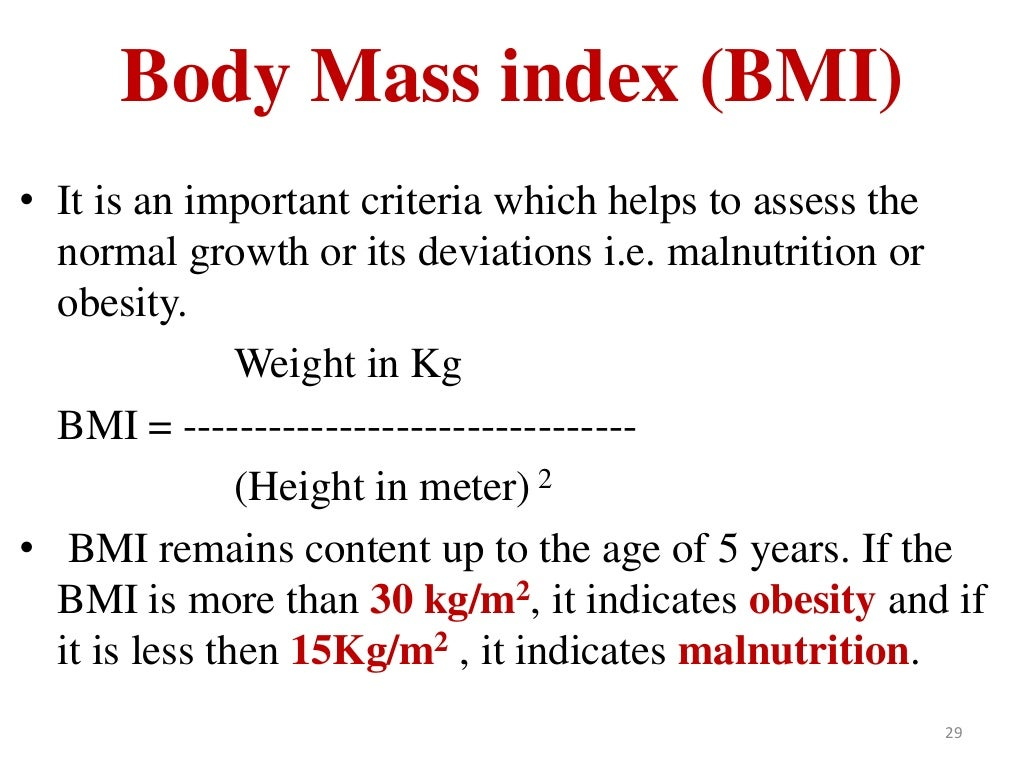 Body Mass index (BMI)
• It is an important criteria which helps to assess the
normal growth or its deviations i.e. malnutrition or
obesity.
Weight in Kg
BMI = --------------------------------
(Height in meter) ²
• BMI remains content up to the age of 5 years. If the
BMI is more than 30 kg/m², it indicates obesity and if
it is less then 15Kg/m² , it indicates malnutrition.
29